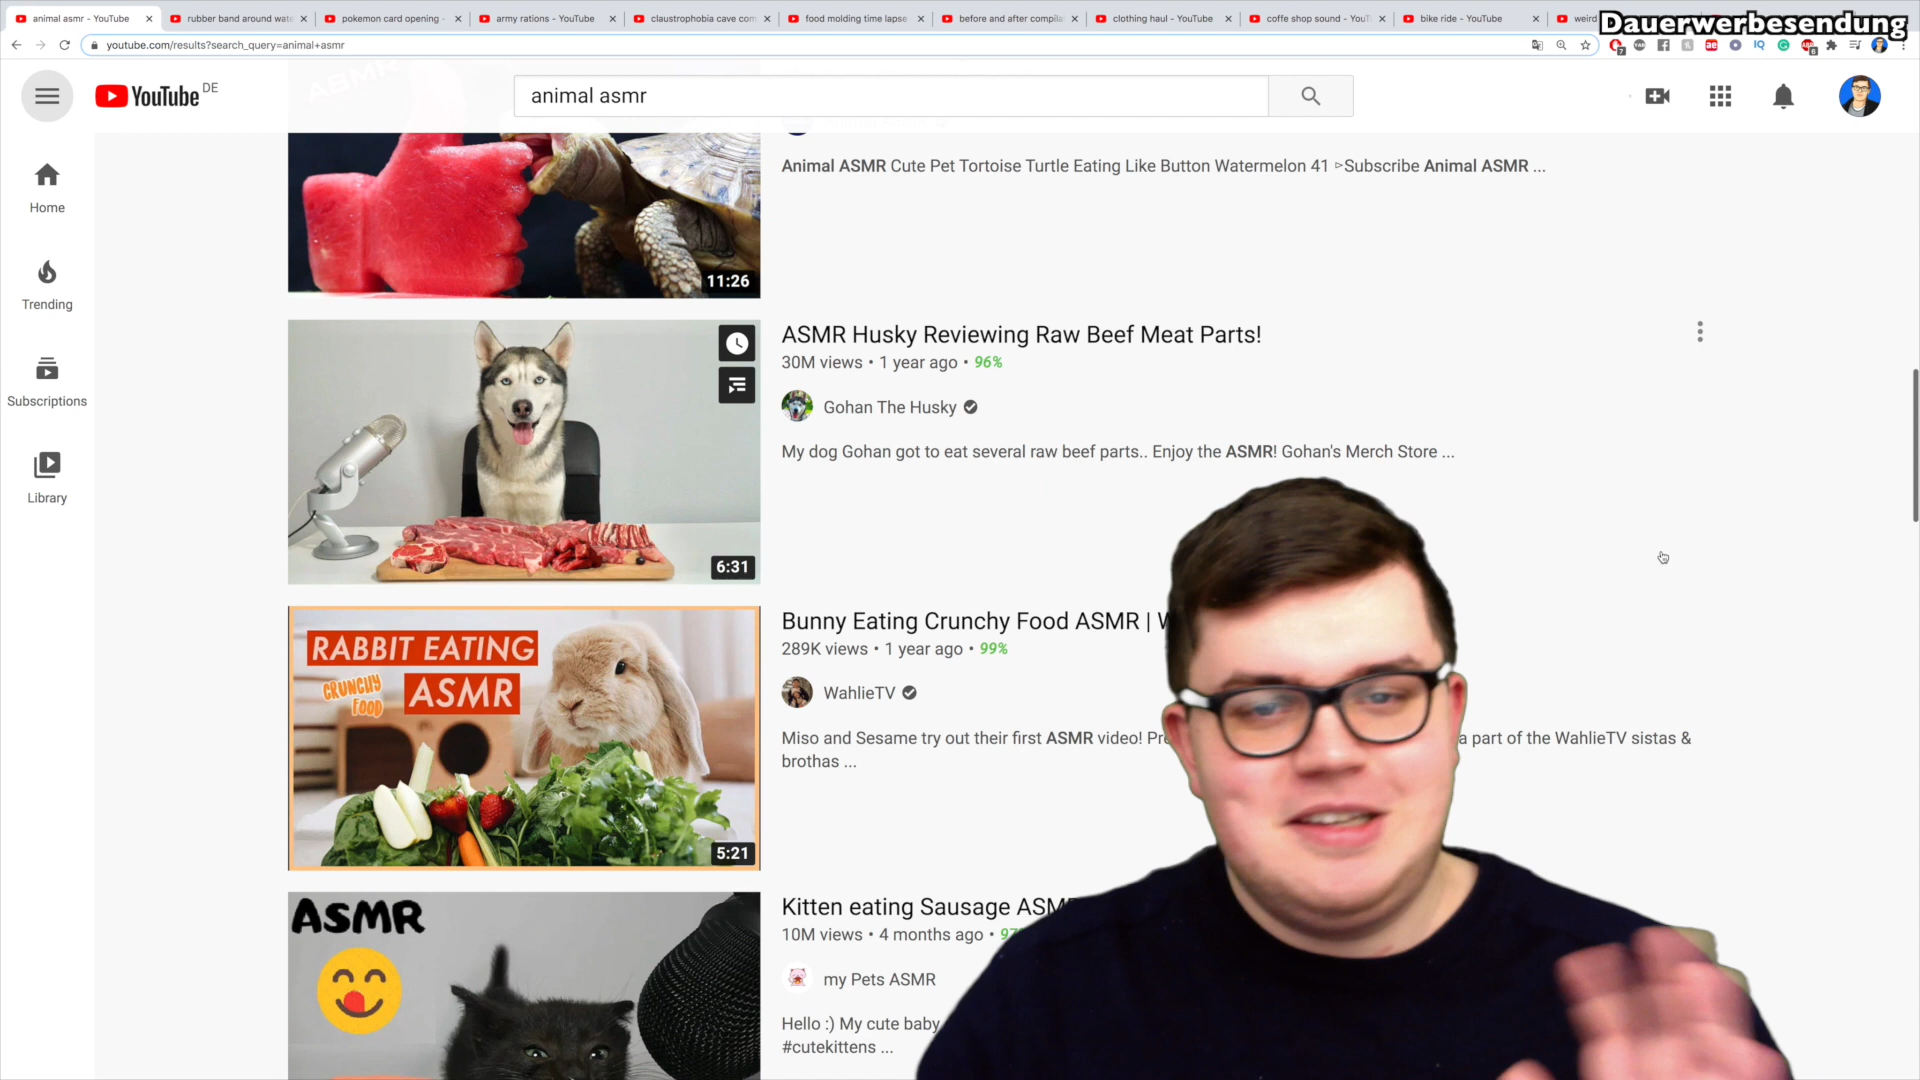 animal asmr - YouTube
rubber band around wate
pokemon card opening -
army rations - YouTube
claustrophobia cave com
food molding time lapse
before and after compila
clothing haul - YouTube
coffe shop sound - YouT
bike ride - YouTube
weird
Dauerwerbesendung
youtube.com/results?search_query=animal+asmr
YouTube DE
animal asmr
ASMR
Home
Trending
Subscriptions
Library
11:26
Animal ASMR Cute Pet Tortoise Turtle Eating Like Button Watermelon 41 ▻Subscribe Animal ASMR ...
ASMR Husky Reviewing Raw Beef Meat Parts!
30M views • 1 year ago • 96%
Gohan The Husky
My dog Gohan got to eat several raw beef parts.. Enjoy the ASMR! Gohan's Merch Store ...
6:31
RABBIT EATING
CRUNCHY
FOOD
ASMR
5:21
Bunny Eating Crunchy Food ASMR |
289K views • 1 year ago • 99%
WahlieTV
Miso and Sesame try out their first ASMR video! a part of the WahlieTV sistas &
brothas ...
ASMR
Kitten eating Sausage ASM
10M views • 4 months ago •
my Pets ASMR
Hello :) My cute baby
#cutekittens ...